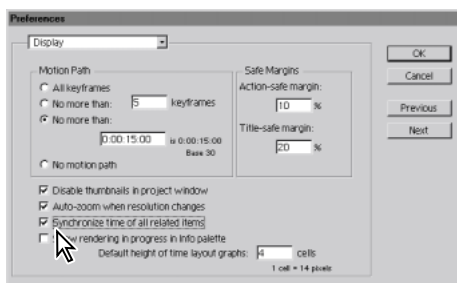 Preferences
Display
OK
Cancel
Previous
Next
Motion Path
All keyframes
No more than: 5 keyframes
No more than:
0:00:15:00 is 0:00:15:00
Base 30
No motion path
Safe Margins
Action-safe margin:
10 %
Title-safe margin:
20 %
Disable thumbnails in project window
Auto-zoom when resolution changes
Synchronize time of all related items
rendering in progress in Info palette
Default height of time layout graphs: 4 cells
1 cell = 14 pixels